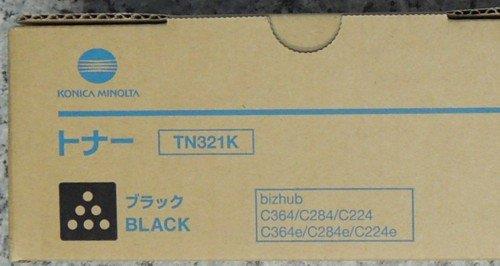 KONICA MINOLTA
トナー TN321K
ブラック
BLACK
bizhub
C364/C284/C224
C364e/C284e/C224e